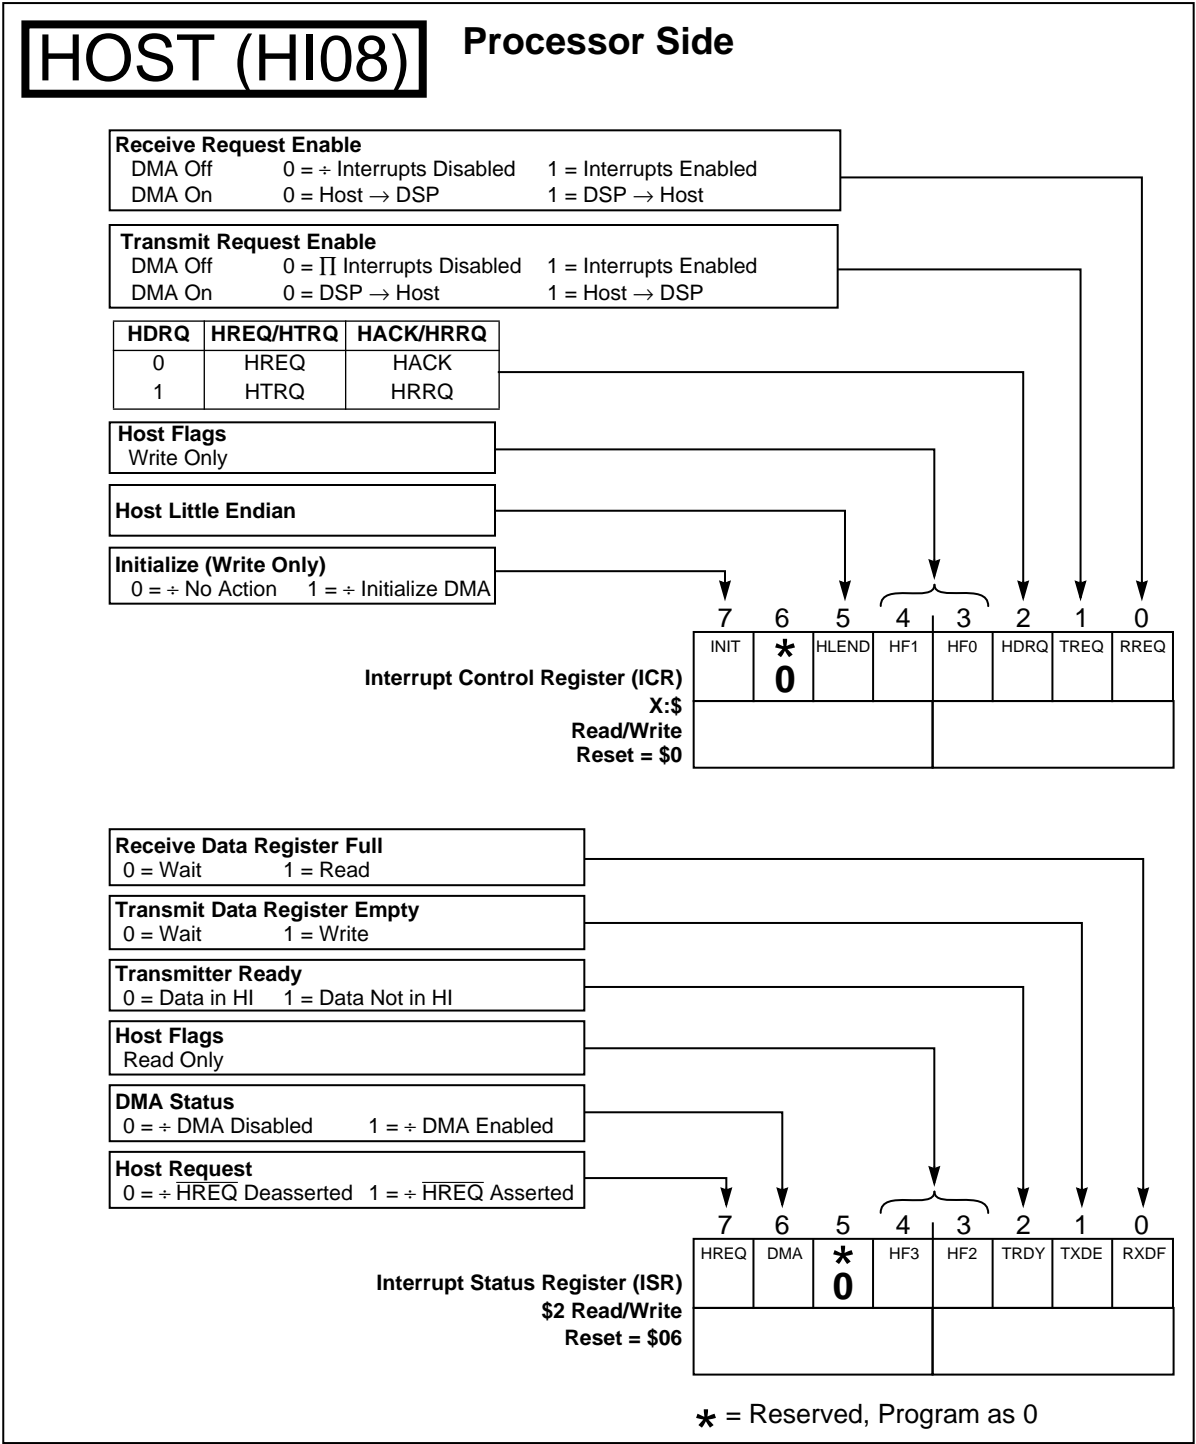 HOST (HI08)
Processor Side
Receive Request Enable
DMA Off 0 = ÷ Interrupts Disabled 1 = Interrupts Enabled
DMA On 0 = Host → DSP 1 = DSP → Host
Transmit Request Enable
DMA Off 0 = ∏ Interrupts Disabled 1 = Interrupts Enabled
DMA On 0 = DSP → Host 1 = Host → DSP
HDRQ HREQ/HTRQ HACK/HRRQ
0 HREQ HACK
1 HTRQ HRRQ
Host Flags
Write Only
Host Little Endian
Initialize (Write Only)
0 = ÷ No Action 1 = ÷ Initialize DMA
7 6 5 4 3 2 1 0
INIT * HLEND HF1 HF0 HDRQ TREQ RREQ
0
Interrupt Control Register (ICR)
X:$
Read/Write
Reset = $0
Receive Data Register Full
0 = Wait 1 = Read
Transmit Data Register Empty
0 = Wait 1 = Write
Transmitter Ready
0 = Data in HI 1 = Data Not in HI
Host Flags
Read Only
DMA Status
0 = ÷ DMA Disabled 1 = ÷ DMA Enabled
Host Request
0 = ÷ H̅R̅E̅Q̅ Deasserted 1 = ÷ H̅R̅E̅Q̅ Asserted
7 6 5 4 3 2 1 0
HREQ DMA * HF3 HF2 TRDY TXDE RXDF
0
Interrupt Status Register (ISR)
$2 Read/Write
Reset = $06
* = Reserved, Program as 0